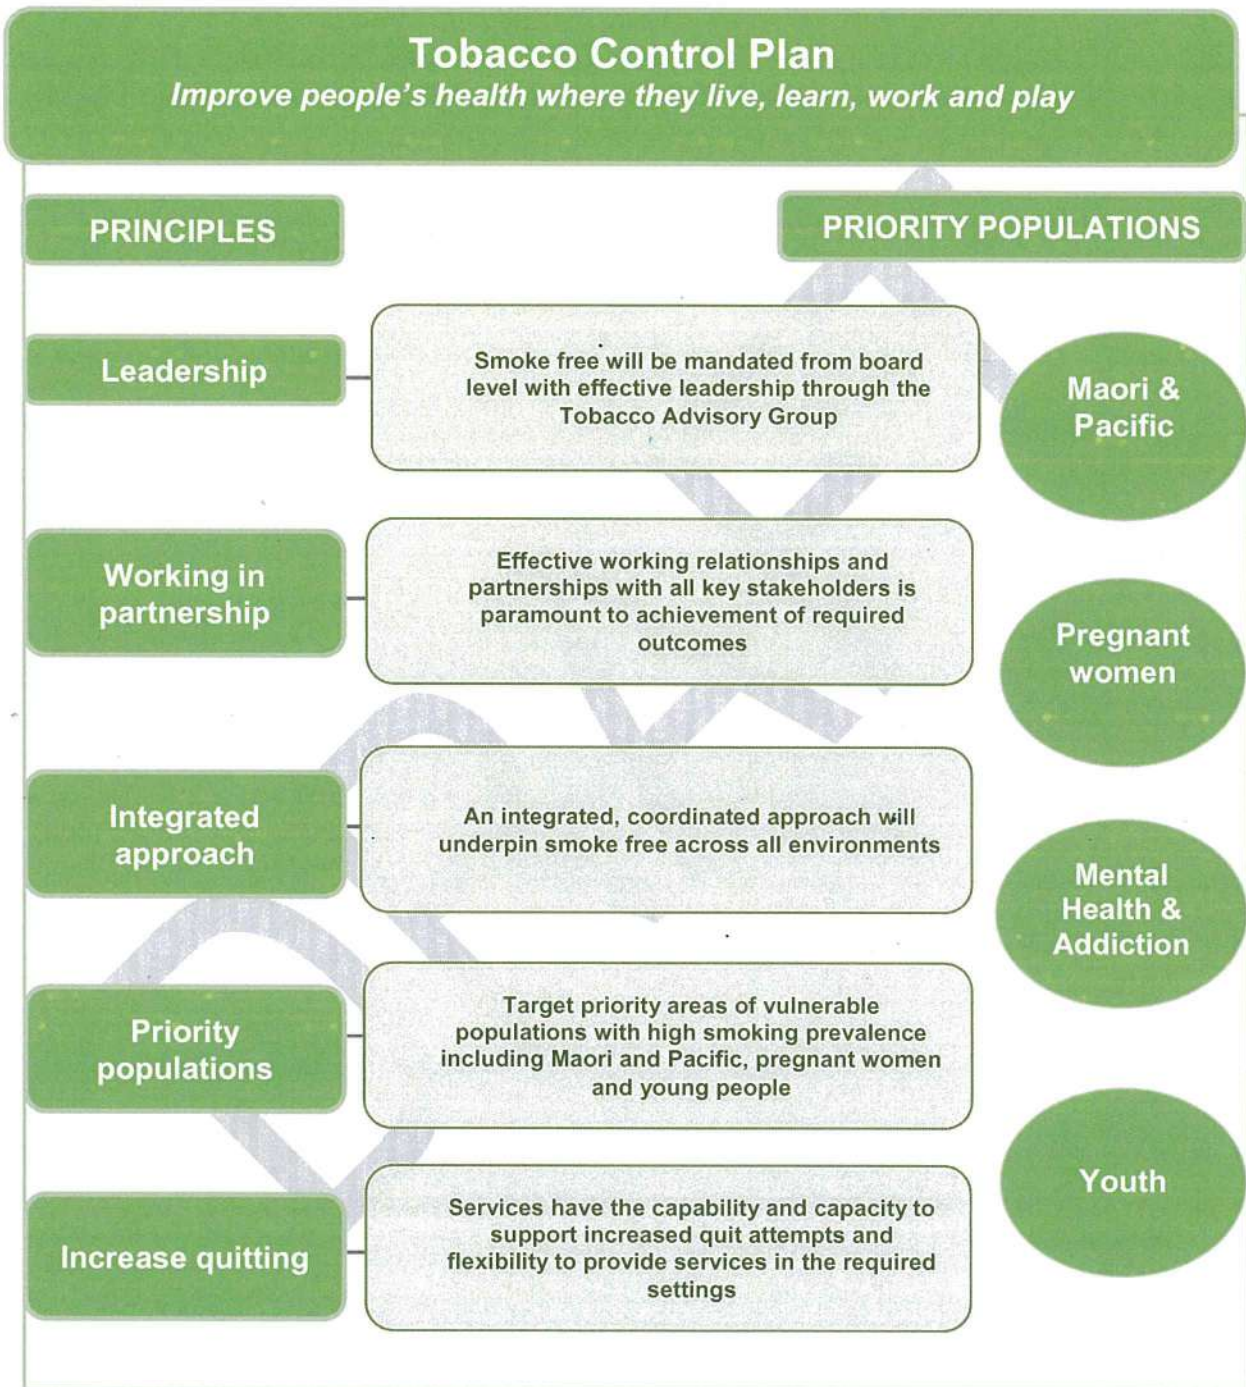 Tobacco Control Plan
Improve people's health where they live, learn, work and play
PRINCIPLES
PRIORITY POPULATIONS
Leadership
Smoke free will be mandated from board
level with effective leadership through the
Tobacco Advisory Group
Maori &
Pacific
Working in
partnership
Effective working relationships and
partnerships with all key stakeholders is
paramount to achievement of required
outcomes
Pregnant
women
Integrated
approach
An integrated, coordinated approach will
underpin smoke free across all environments
Mental
Health &
Addiction
Priority
populations
Target priority areas of vulnerable
populations with high smoking prevalence
including Maori and Pacific, pregnant women
and young people
Youth
Increase quitting
Services have the capability and capacity to
support increased quit attempts and
flexibility to provide services in the required
settings
DRAFT